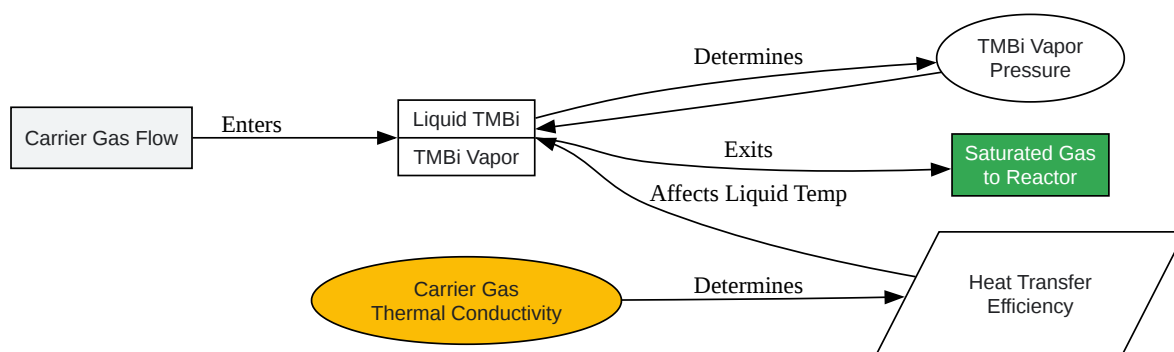 Determines
TMBi Vapor
Pressure
Carrier Gas Flow
Enters
Liquid TMBi
TMBi Vapor
Exits
Saturated Gas
to Reactor
Affects Liquid Temp
Carrier Gas
Thermal Conductivity
Determines
Heat Transfer
Efficiency